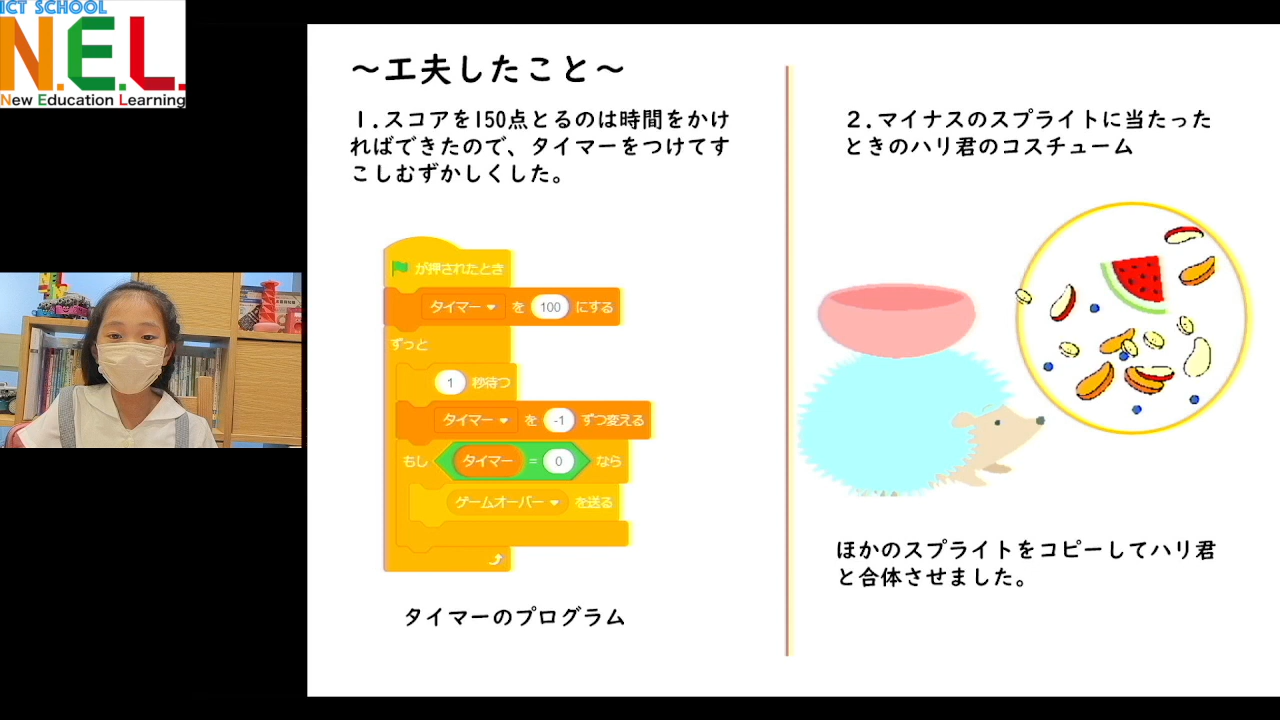 ICT SCHOOL
N.E.L.
New Education Learning
～工夫したこと～
１.スコアを150点とるのは時間をかけ
ればできたので、タイマーをつけてす
こしむずかしくした。
が押されたとき
タイマー を 100 にする
ずっと
1 秒待つ
タイマー を -1 ずつ変える
もし タイマー = 0 なら
ゲームオーバー を送る
タイマーのプログラム
２.マイナスのスプライトに当たった
ときのハリ君のコスチューム
ほかのスプライトをコピーしてハリ君
と合体させました。